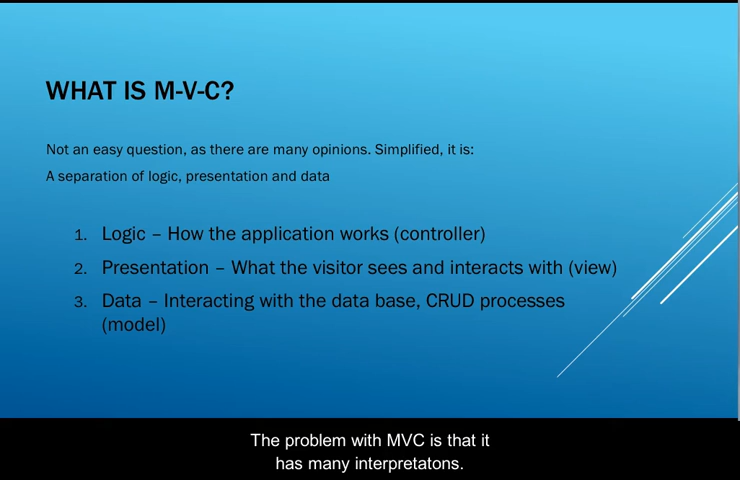 WHAT IS M-V-C?
Not an easy question, as there are many opinions. Simplified, it is:
A separation of logic, presentation and data
1. Logic – How the application works (controller)
2. Presentation – What the visitor sees and interacts with (view)
3. Data – Interacting with the data base, CRUD processes
(model)
The problem with MVC is that it
has many interpretatons.